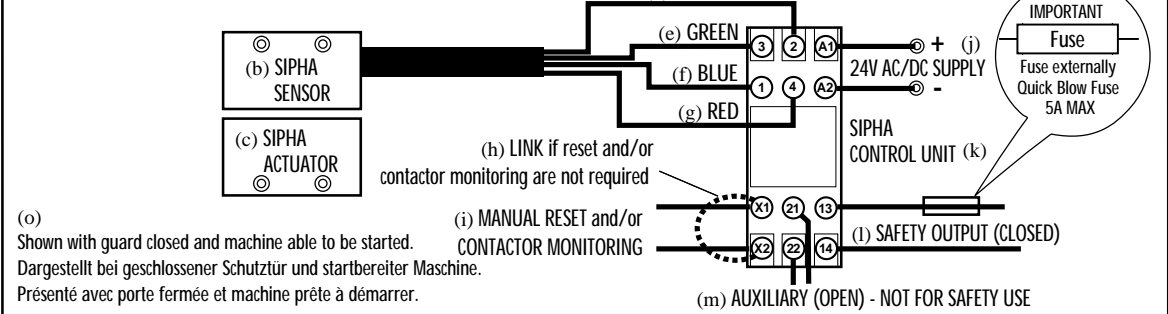 IMPORTANT
Fuse
Fuse externally
Quick Blow Fuse
5A MAX
(e) GREEN
3
2
A1
+ (j)
24V AC/DC SUPPLY
(b) SIPHA
SENSOR
(f) BLUE
1
4
A2
-
(g) RED
(c) SIPHA
ACTUATOR
SIPHA
CONTROL UNIT (k)
(h) LINK if reset and/or
contactor monitoring are not required
X1
21
13
(i) MANUAL RESET and/or
CONTACTOR MONITORING
X2
22
14
(l) SAFETY OUTPUT (CLOSED)
(m) AUXILIARY (OPEN) - NOT FOR SAFETY USE
(o)
Shown with guard closed and machine able to be started.
Dargestellt bei geschlossener Schutztür und startbereiter Maschine.
Présenté avec porte fermée et machine prête à démarrer.